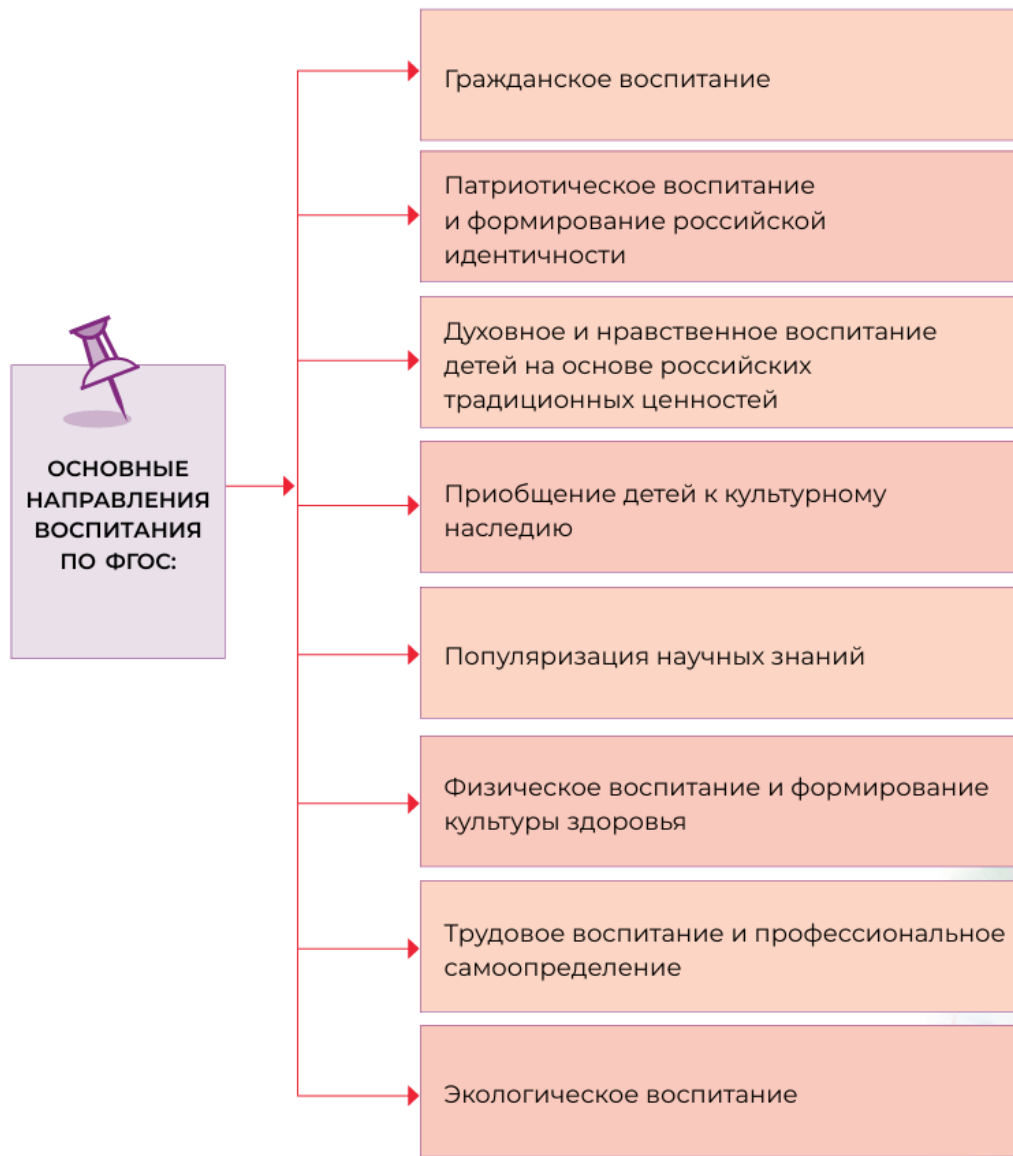 ОСНОВНЫЕ
НАПРАВЛЕНИЯ
ВОСПИТАНИЯ
ПО ФГОС:
Гражданское воспитание
Патриотическое воспитание
и формирование российской
идентичности
Духовное и нравственное воспитание
детей на основе российских
традиционных ценностей
Приобщение детей к культурному
наследию
Популяризация научных знаний
Физическое воспитание и формирование
культуры здоровья
Трудовое воспитание и профессиональное
самоопределение
Экологическое воспитание